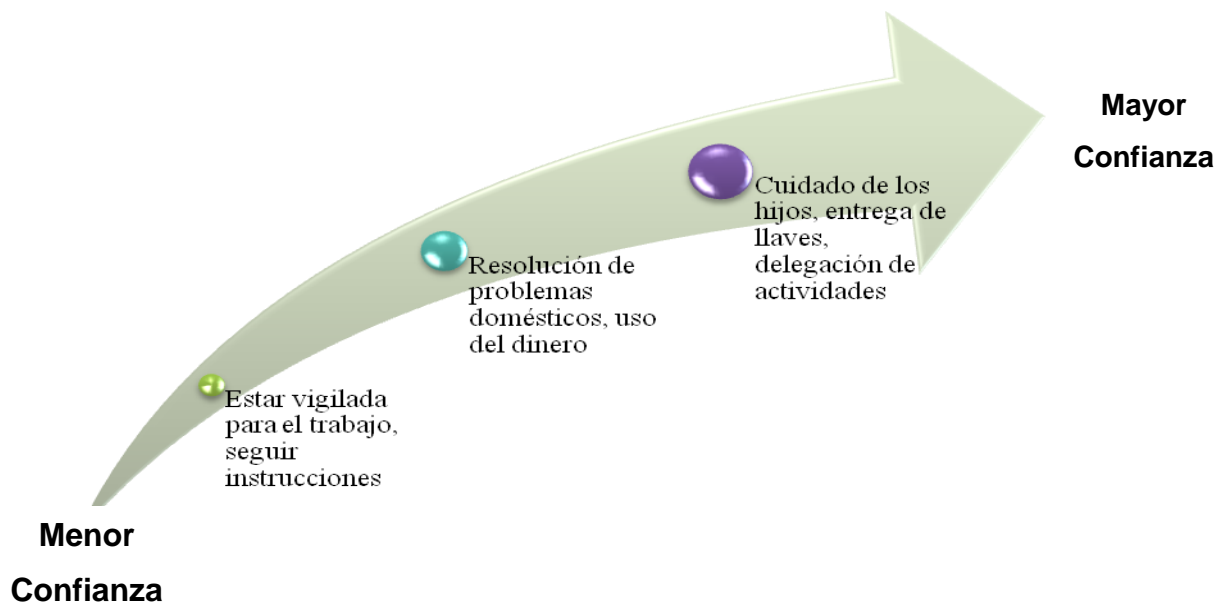 Mayor
Confianza
Cuidado de los
hijos, entrega de
llaves,
delegación de
actividades
Resolución de
problemas
domésticos, uso
del dinero
Estar vigilada
para el trabajo,
seguir
instrucciones
Menor
Confianza